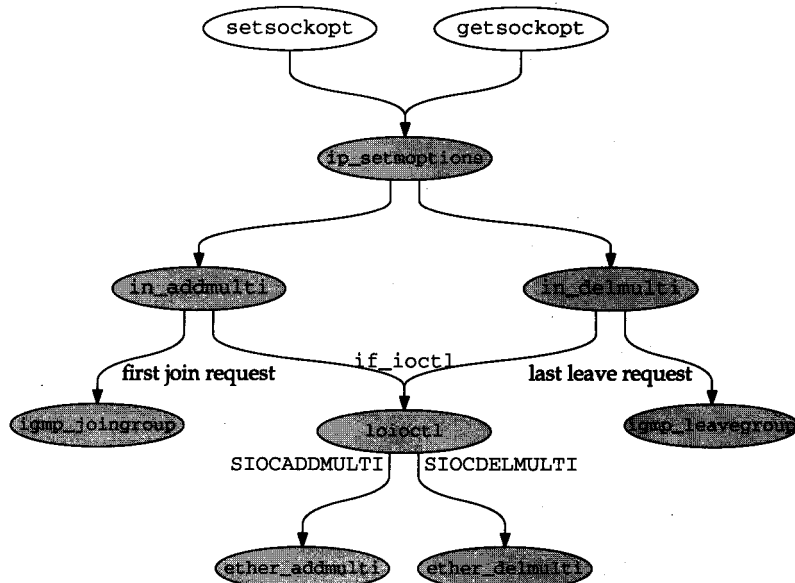 setsockopt
getsockopt
ip_setmoptions
in_addmulti
in_delmulti
if_ioctl
first join request
last leave request
igmp_joingroup
loioctl
igmp_leavegroup
SIOCADDMULTI
SIOCDELMULTI
ether_addmulti
ether_delmulti